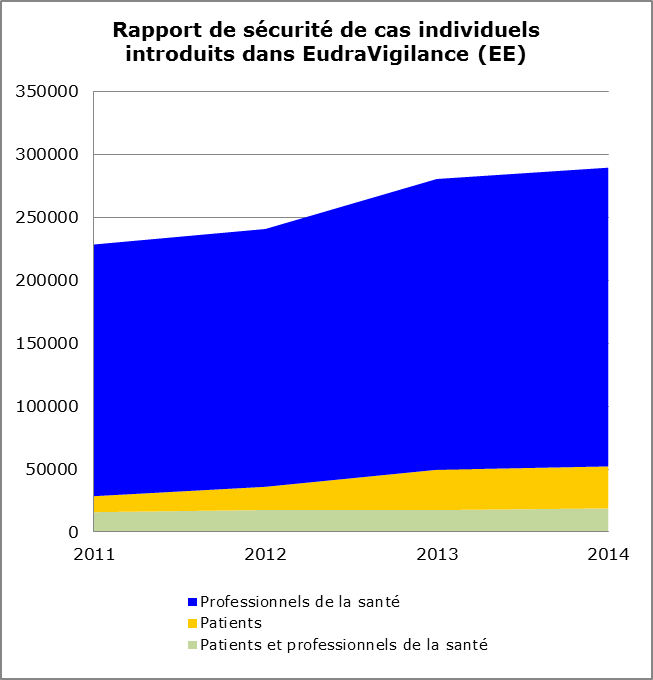 Rapport de sécurité de cas individuels
introduits dans EudraVigilance (EE)
350000
300000
250000
200000
150000
100000
50000
0
2011 2012 2013 2014
Professionnels de la santé
Patients
Patients et professionnels de la santé